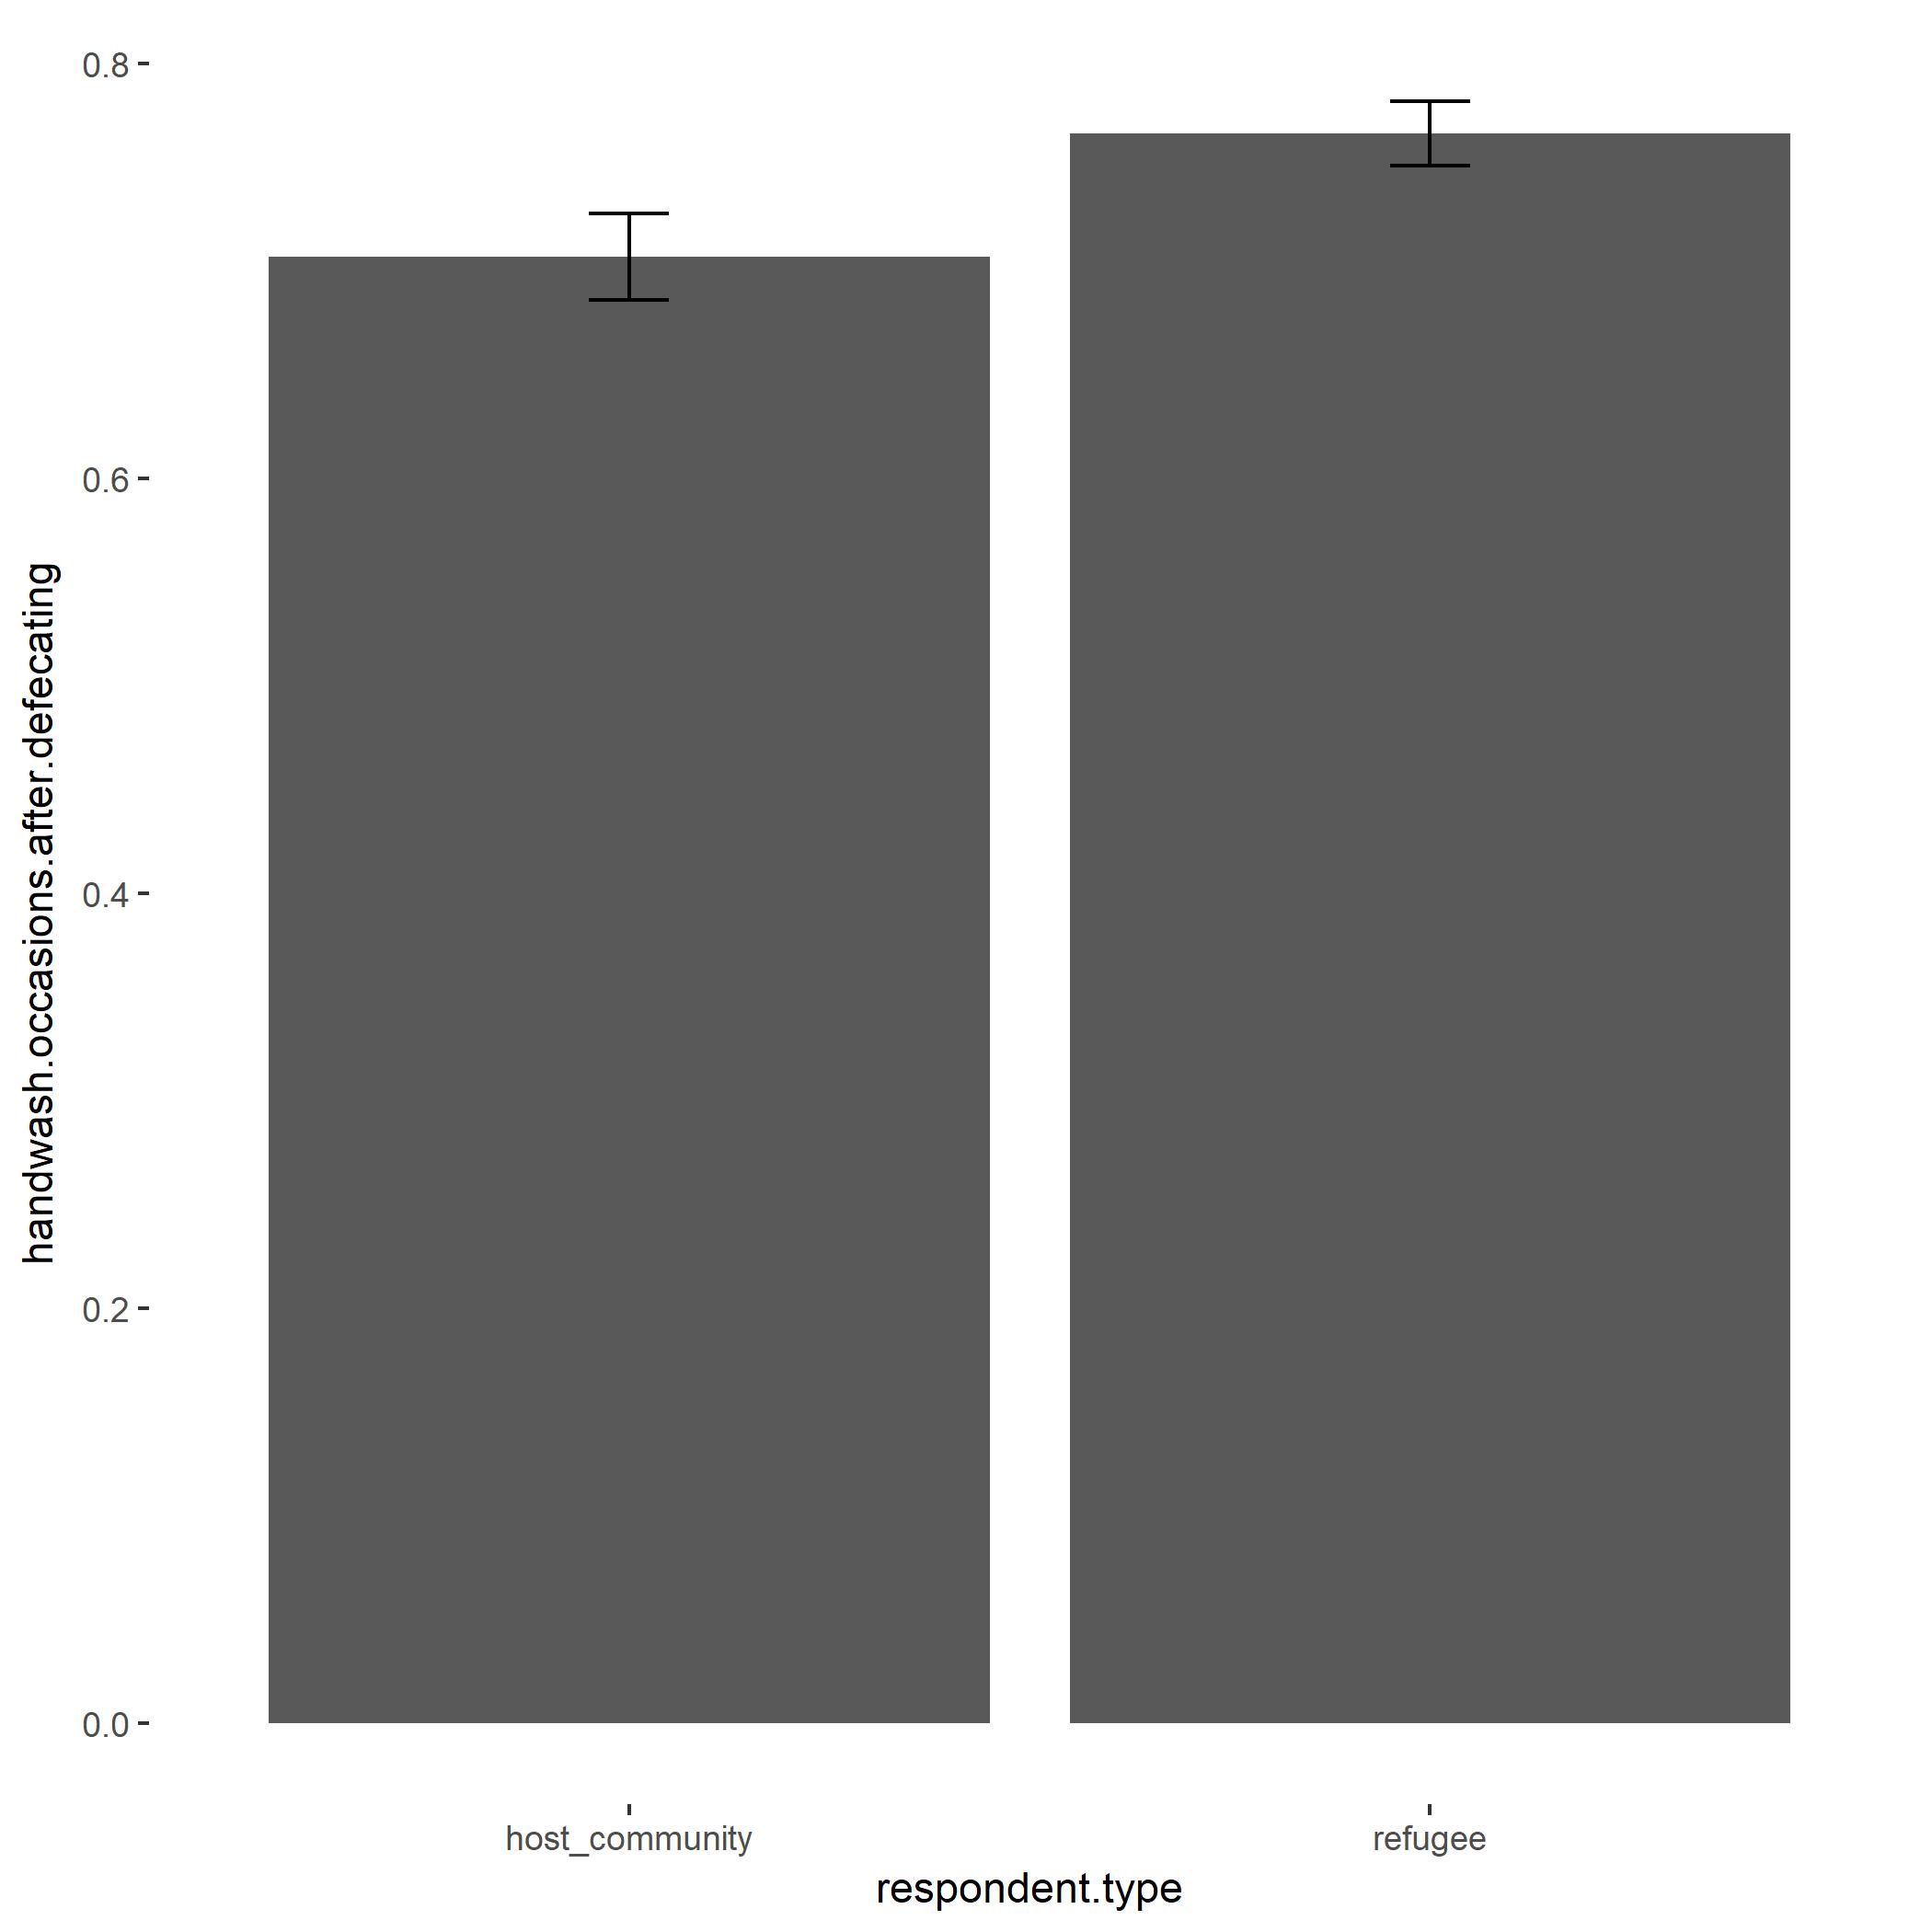 handwash.occasions.after.defecating
0.8
0.6
0.4
0.2
0.0
host_community
refugee
respondent.type